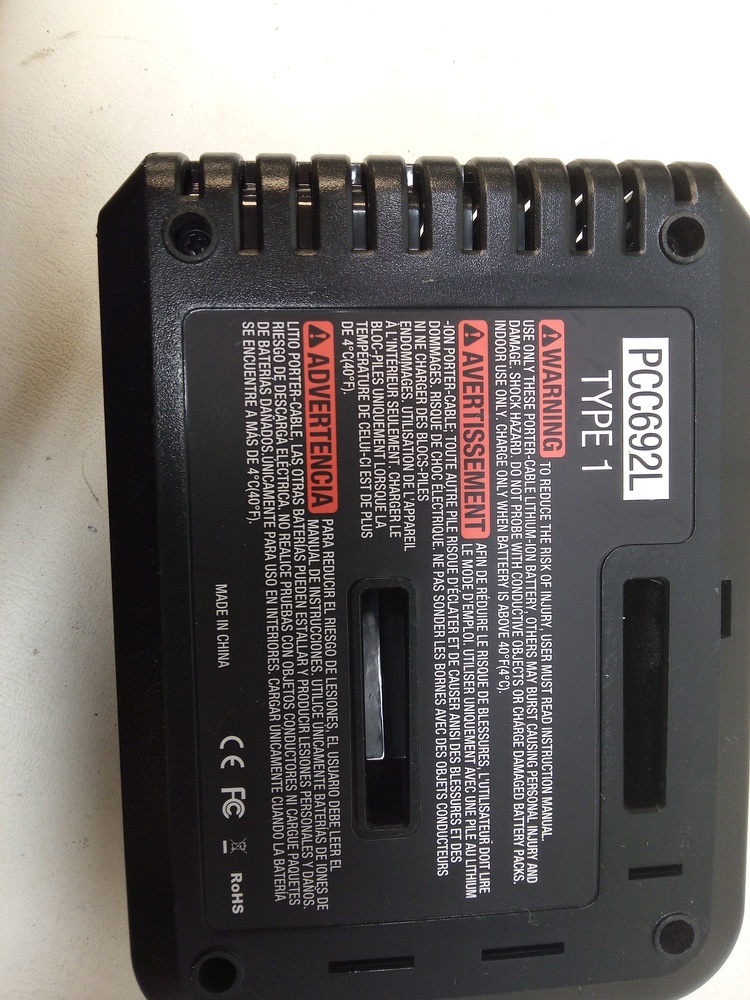 PCC692L
TYPE 1
WARNING TO REDUCE THE RISK OF INJURY, USER MUST READ INSTRUCTION MANUAL.
USE ONLY THESE PORTER-CABLE LITHIUM-ION BATTERY, OTHERS MAY BURST CAUSING PERSONAL INJURY AND
DAMAGE. SHOCK HAZARD. DO NOT PROBE WITH CONDUCTIVE OBJECTS OR CHARGE DAMAGED BATTERY PACKS.
INDOOR USE ONLY. CHARGE ONLY WHEN BATTEERY IS ABOVE 40°F(4°C).
AVERTISSEMENT AFIN DE RÉDUIRE LE RISQUE DE BLESSURES, L'UTILISATEUR DOIT LIRE
LE MODE D'EMPLOI. UTILISER UNIQUEMENT AVEC UNE PILE AU LITHIUM
-ION PORTER-CABLE; TOUTE AUTRE PILE RISQUE D'ÉCLATER ET DE CAUSER AINSI DES BLESSURES ET DES
DOMMAGES. RISQUE DE CHOC ÉLECTRIQUE. NE PAS SONDER LES BORNES AVEC DES OBJETS CONDUCTEURS
NI NE CHARGER DES BLOCS-PILES
ENDOMMAGÉS. UTILISATION DE L'APPAREIL
À L'INTÉRIEUR SEULEMENT. CHARGER LE
BLOC-PILES UNIQUEMENT LORSQUE LA
TEMPÉRATURE DE CELUI-CI EST DE PLUS
DE 4°C(40°F).
ADVERTENCIA PARA REDUCIR EL RIESGO DE LESIONES, EL USUARIO DEBE LEER EL
MANUAL DE INSTRUCCIONES. UTILICE ÚNICAMENTE BATERÍAS DE IONES DE
LITIO PORTER-CABLE, LAS OTRAS BATERÍAS PUEDEN ESTALLAR Y PRODUCIR LESIONES PERSONALES Y DAÑOS.
RIESGO DE DESCARGA ELÉCTRICA. NO REALICE PRUEBAS CON OBJETOS CONDUCTORES NI CARGUE PAQUETES
DE BATERÍAS DAÑADOS.ÚNICAMENTE PARA USO EN INTERIORES. CARGAR ÚNICAMENTE CUANDO LA BATERÍA
SE ENCUENTRE A MÁS DE 4°C(40°F).
MADE IN CHINA
CE FC RoHS